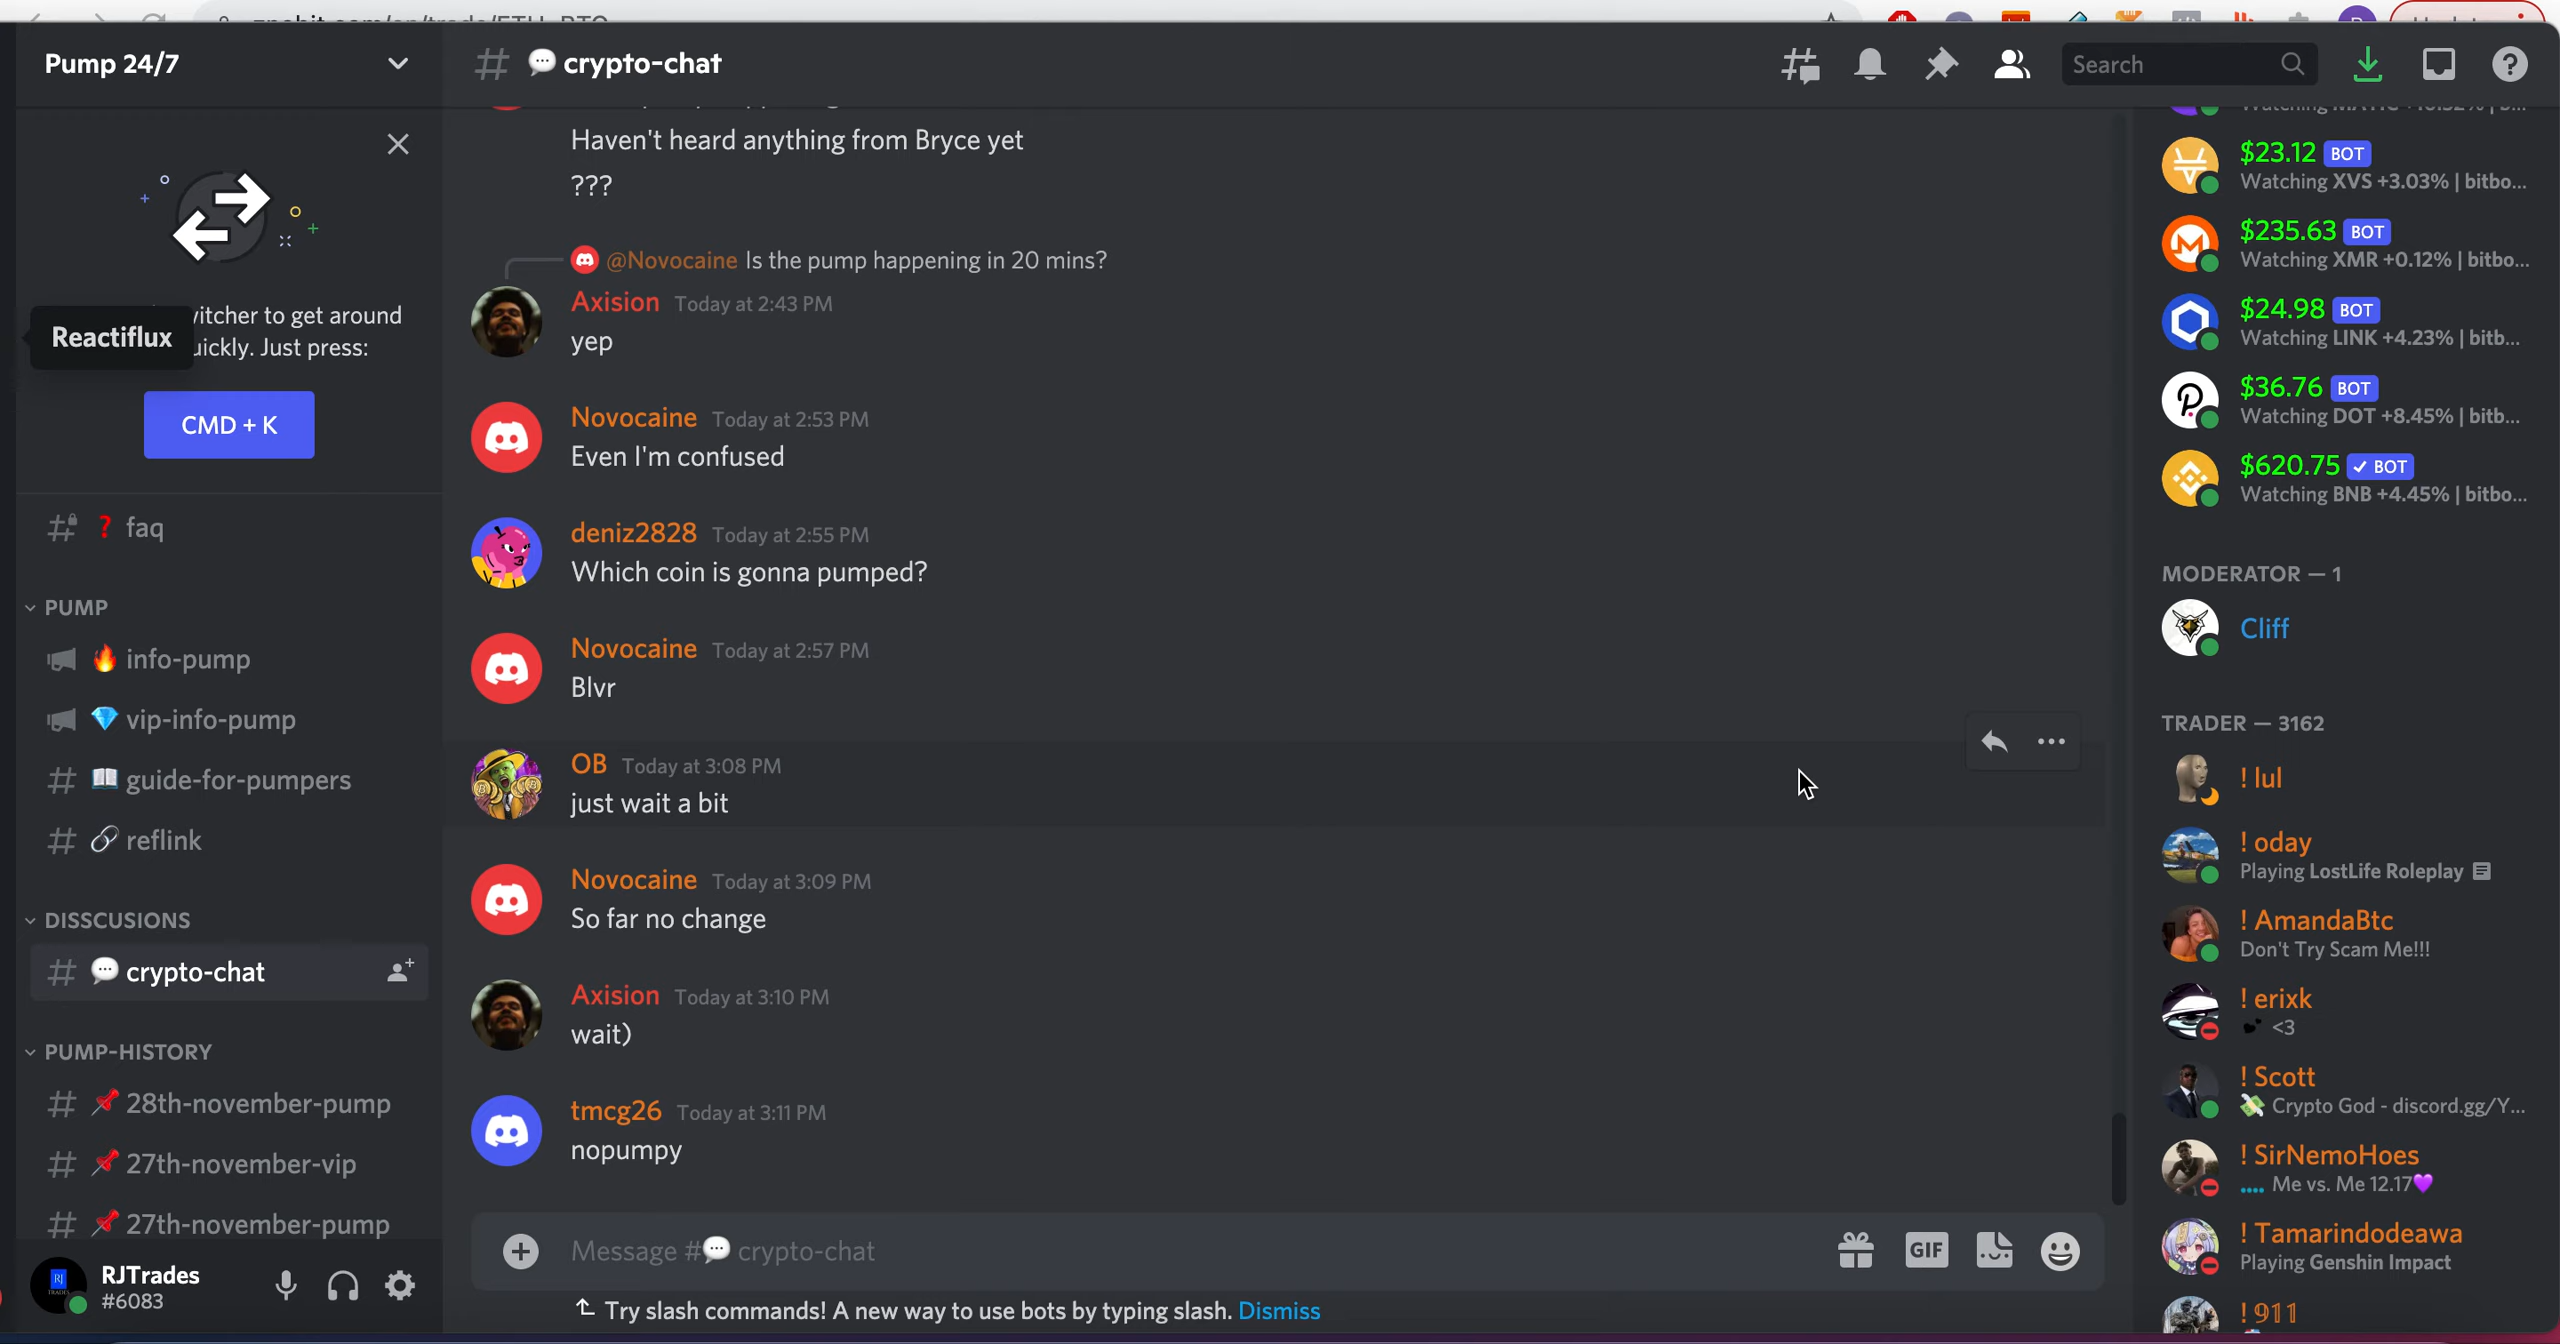 Pump 24/7
Reactiflux
CMD + K
faq
PUMP
info-pump
vip-info-pump
guide-for-pumpers
reflink
DISSCUSIONS
crypto-chat
PUMP-HISTORY
28th-november-pump
27th-november-vip
27th-november-pump
RJTrades
#6083
crypto-chat
Search
Haven't heard anything from Bryce yet
???
@Novocaine Is the pump happening in 20 mins?
Axision Today at 2:43 PM
yep
Novocaine Today at 2:53 PM
Even I'm confused
deniz2828 Today at 2:55 PM
Which coin is gonna pumped?
Novocaine Today at 2:57 PM
Blvr
OB Today at 3:08 PM
just wait a bit
Novocaine Today at 3:09 PM
So far no change
Axision Today at 3:10 PM
wait)
tmcg26 Today at 3:11 PM
nopumpy
Message # crypto-chat
GIF
Try slash commands! A new way to use bots by typing slash. Dismiss
$23.12 BOT
Watching XVS +3.03% | bitbo...
$235.63 BOT
Watching XMR +0.12% | bitbo...
$24.98 BOT
Watching LINK +4.23% | bitb...
$36.76 BOT
Watching DOT +8.45% | bitb...
$620.75 BOT
Watching BNB +4.45% | bitbo...
MODERATOR — 1
Cliff
TRADER — 3162
! lul
! oday
Playing LostLife Roleplay
! AmandaBtc
Don't Try Scam Me!!!
! erixk
<3
! Scott
Crypto God - discord.gg/Y...
! SirNemoHoes
Me vs. Me 12.17
! Tamarindodeawa
Playing Genshin Impact
! 911
to get around
Just press: